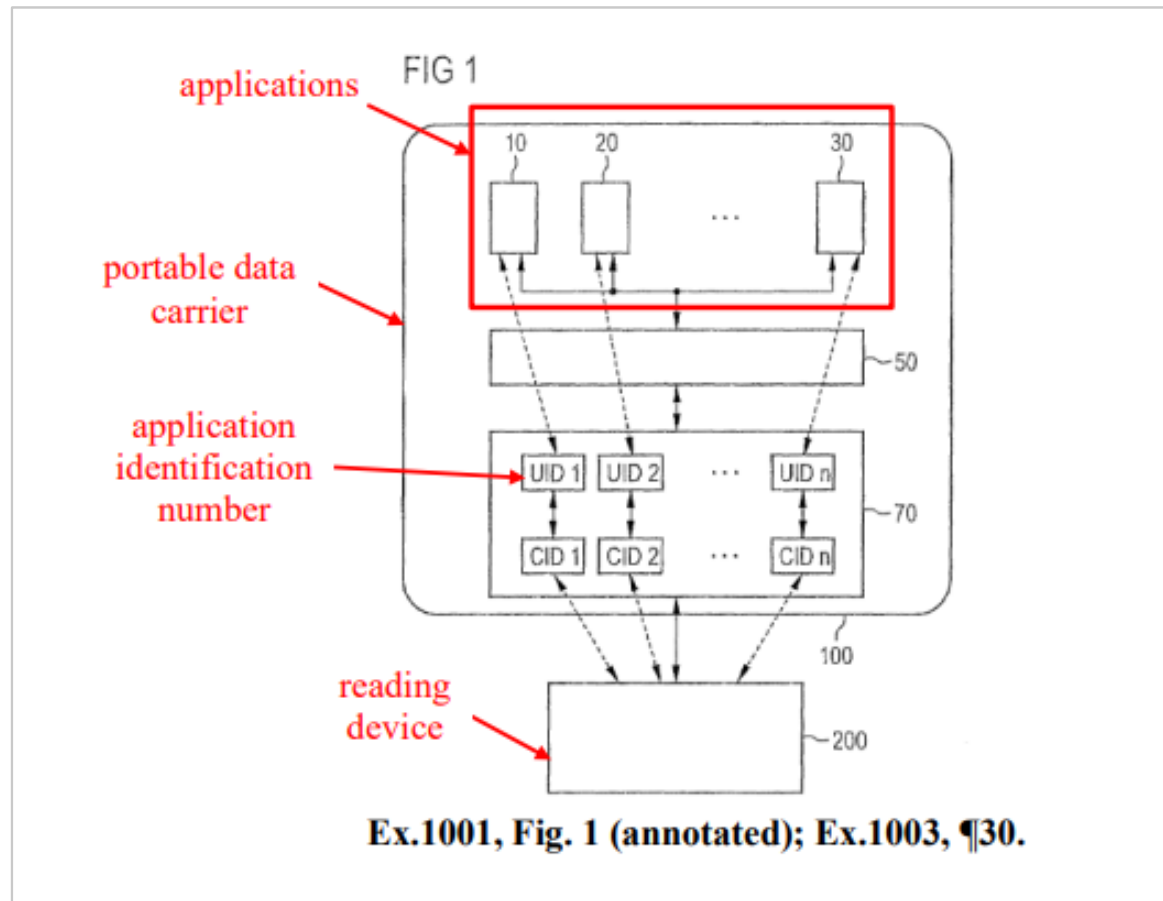 FIG 1
applications
10 20 30
...
portable data
carrier
50
application
identification
number
UID 1 UID 2 ... UID n
70
CID 1 CID 2 ... CID n
100
reading
device
200
Ex.1001, Fig. 1 (annotated); Ex.1003, ¶30.